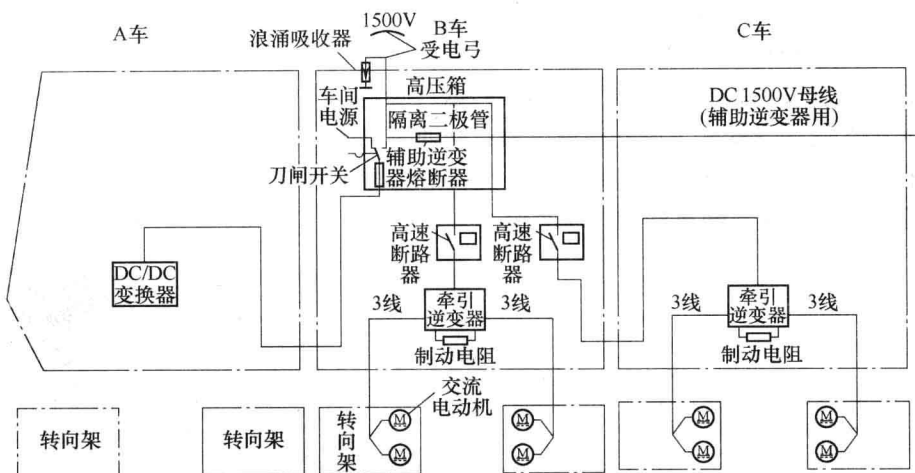 A车
1500V
B车
受电弓
C车
浪涌吸收器
高压箱
车间
电源
隔离二极管
DC 1500V母线
(辅助逆变器用)
刀闸开关
辅助逆变
器熔断器
高速
断路
器
高速
断路
器
DC/DC
变换器
3线
牵引
逆变器
3线
制动电阻
3线
牵引
逆变器
3线
制动电阻
交流
电动机
转向架
转向架
转
向
架
M
M
M
M
M
M
M
M